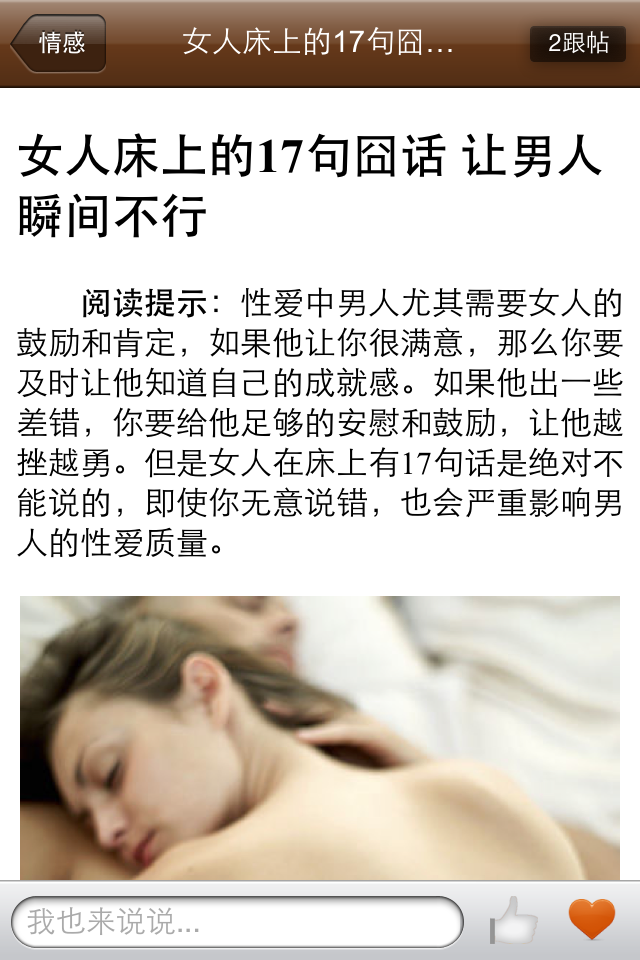 情感
女人床上的17句囧…
2跟帖
女人床上的17句囧话 让男人
瞬间不行
阅读提示：性爱中男人尤其需要女人的
鼓励和肯定，如果他让你很满意，那么你要
及时让他知道自己的成就感。如果他出一些
差错，你要给他足够的安慰和鼓励，让他越
挫越勇。但是女人在床上有17句话是绝对不
能说的，即使你无意说错，也会严重影响男
人的性爱质量。
我也来说说...